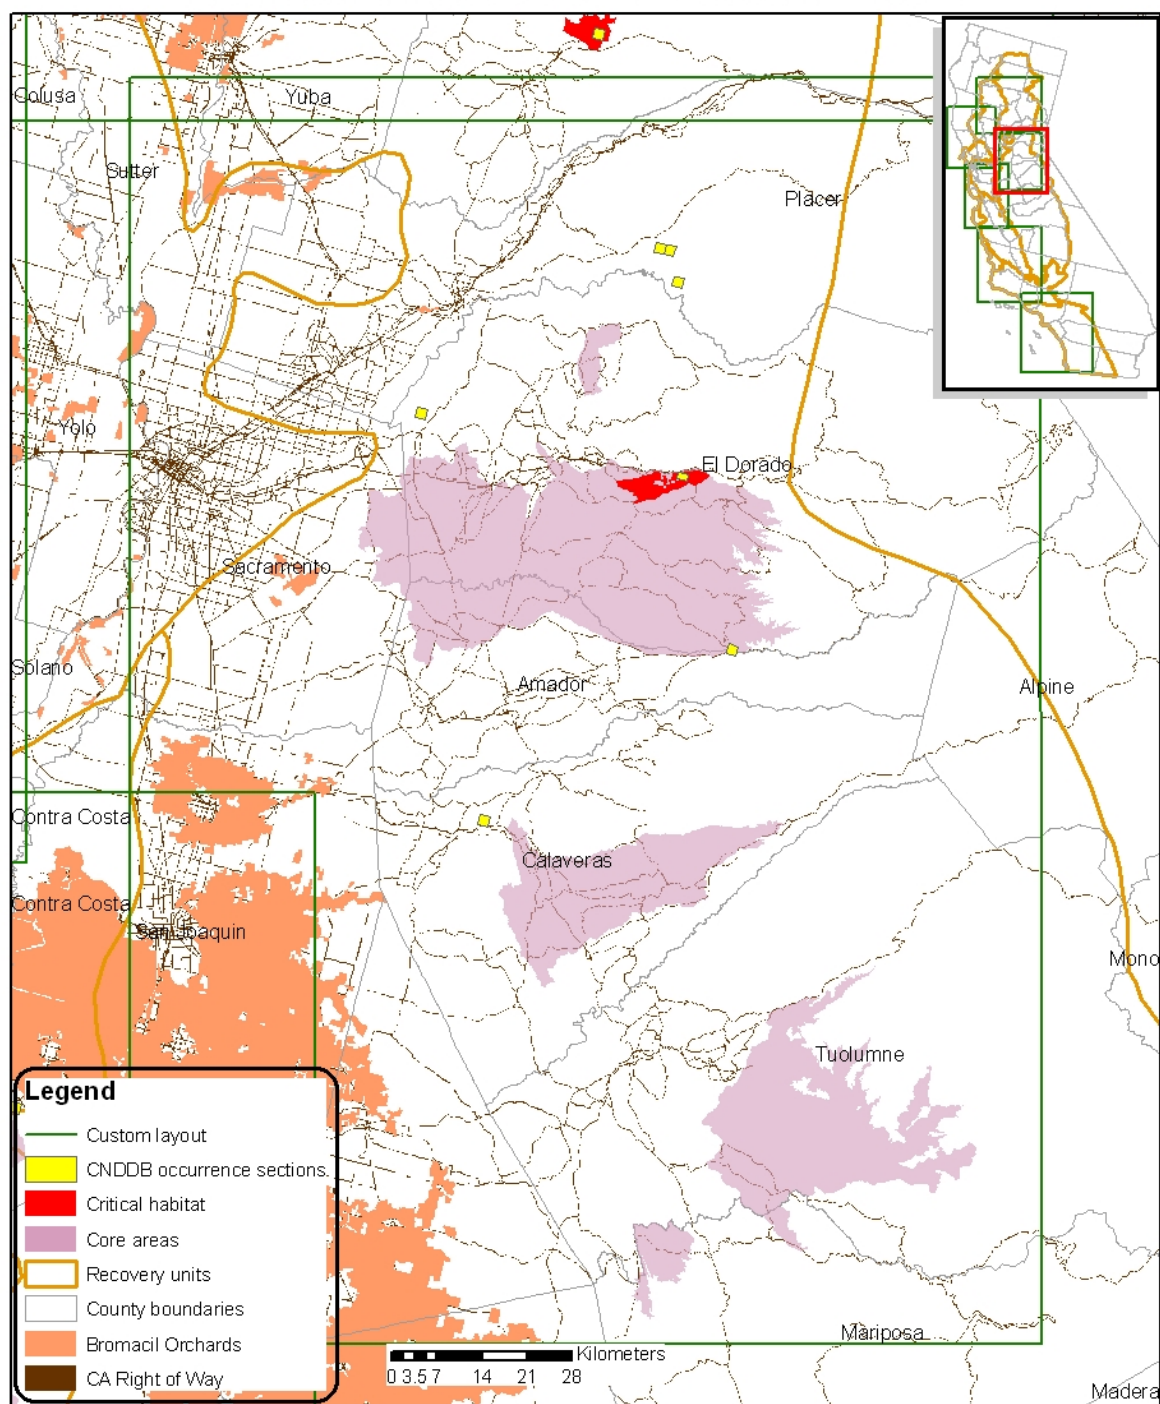 Colusa
Yuba
Sutter
Placer
Yolo
El Dorado
Sacramento
Solano
Amador
Alpine
Contra Costa
Calaveras
Contra Costa
San Joaquin
Mono
Tuolumne
Legend
Custom layout
CNDDB occurrence sections.
Critical habitat
Core areas
Recovery units
County boundaries
Bromacil Orchards
CA Right of Way
Mariposa
Kilometers
0 3.5 7 14 21 28
Madera